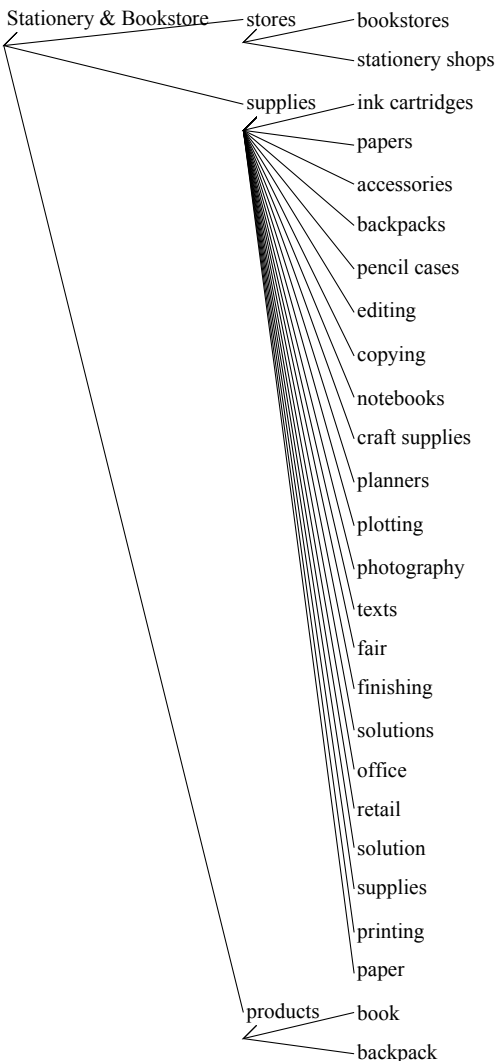 Stationery & Bookstore
stores
bookstores
stationery shops
supplies
ink cartridges
papers
accessories
backpacks
pencil cases
editing
copying
notebooks
craft supplies
planners
plotting
photography
texts
fair
finishing
solutions
office
retail
solution
supplies
printing
paper
products
book
backpack